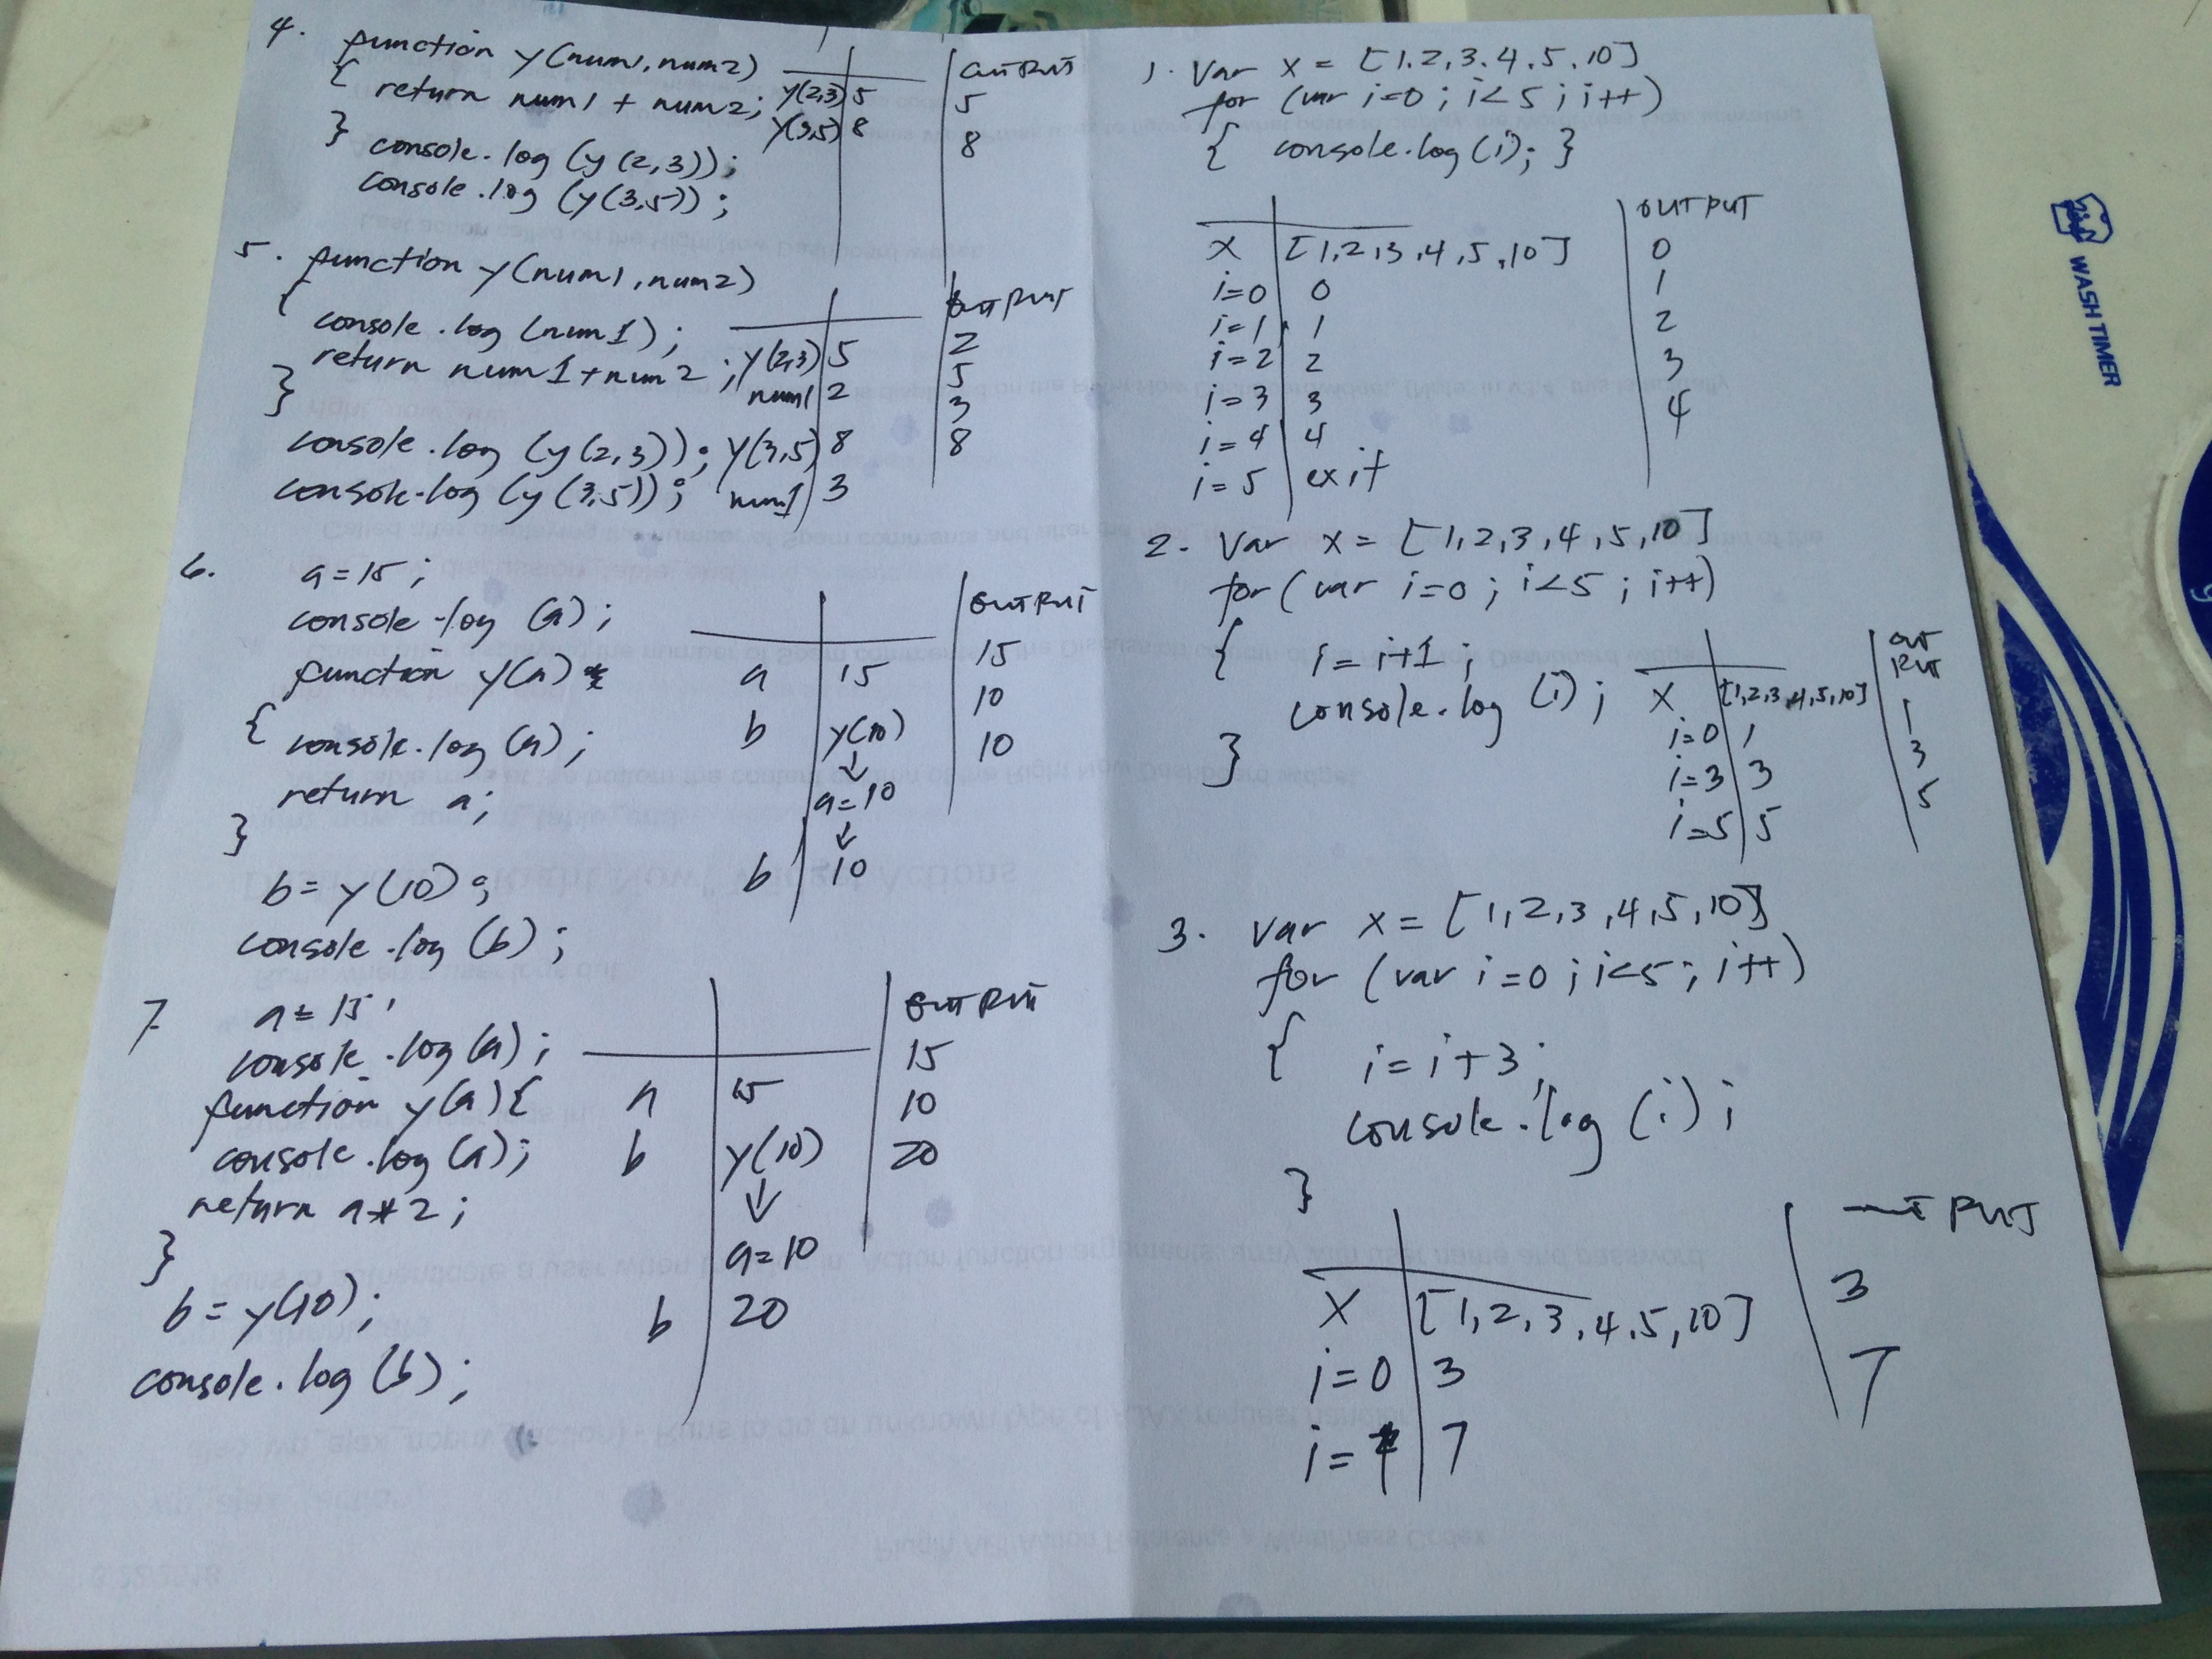 4. function y(num1, num2)
{ return num1 + num2;
} console.log (y(2,3));
console.log (y(3,5));
y(2,3) 5
y(3,5) 8
output
5
8
5. function y(num1, num2)
{ console.log (num1);
return num1 + num2;
}
console.log (y(2,3));
console.log (y(3,5));
y(2,3) 5
num1 2
y(3,5) 8
num1 3
output
2
5
3
8
6. a = 15;
console.log (a);
function y(a)
{ console.log (a);
return a;
}
b = y(10);
console.log (b);
a 15
b y(10)
↓
a=10
↓
b 10
output
15
10
10
7. a = 15;
console.log (a);
function y(a){
console.log (a);
return a*2;
}
b = y(10);
console.log (b);
a 15
b y(10)
↓
a=10
b 20
output
15
10
20
1. Var x = [1,2,3,4,5,10]
for (var i=0; i<5; i++)
{ console.log(i); }
x [1,2,3,4,5,10]
i=0 0
i=1 1
i=2 2
i=3 3
i=4 4
i=5 exit
output
0
1
2
3
4
2. Var x = [1,2,3,4,5,10]
for (var i=0; i<5; i++)
{ i = i+1;
console.log (i);
}
x [1,2,3,4,5,10]
i=0 1
i=3 3
i=5 5
out
put
1
3
5
3. Var x = [1,2,3,4,5,10]
for (var i=0; i<5; i++)
{ i = i+3;
console.log (i);
}
x [1,2,3,4,5,10]
i=0 3
i= 7
output
3
7
WASH TIMER